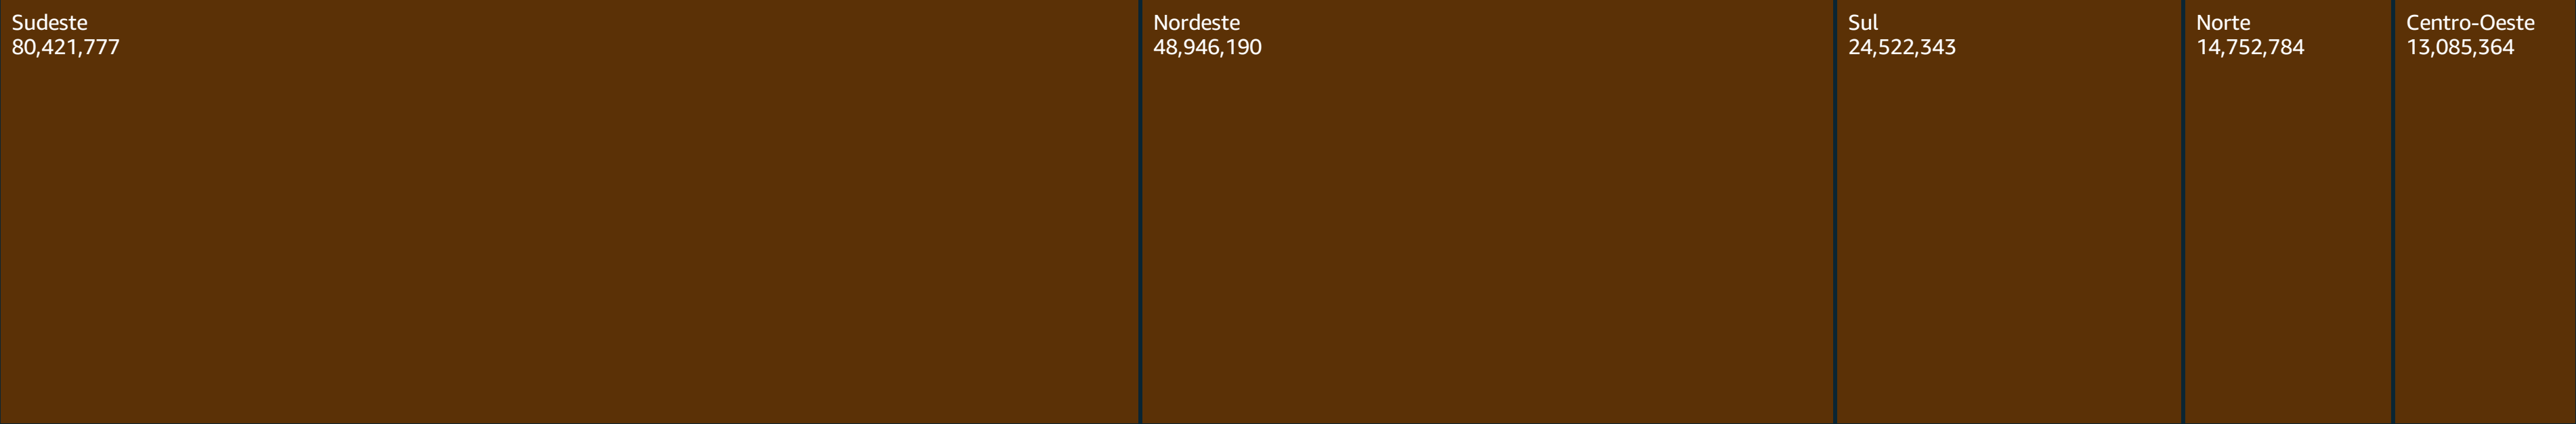 Sudeste
80,421,777
Nordeste
48,946,190
Sul
24,522,343
Norte
14,752,784
Centro-Oeste
13,085,364